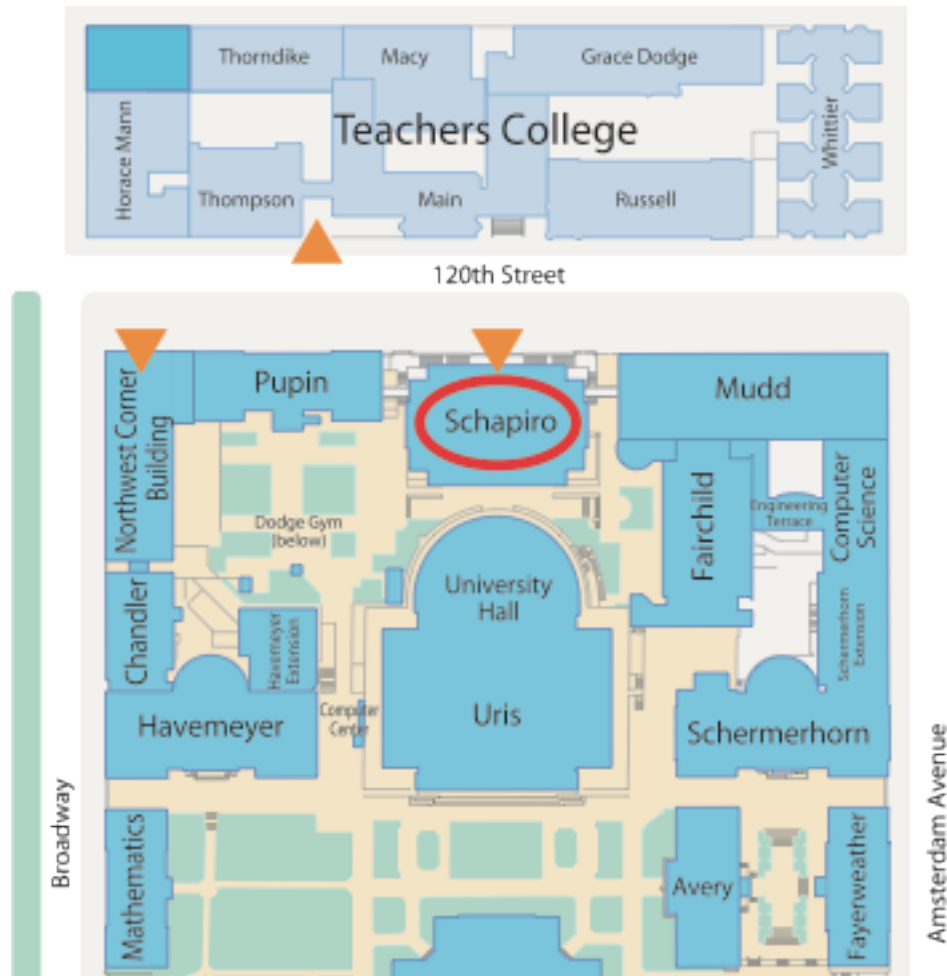 Thorndike
Macy
Grace Dodge
Teachers College
Horace Mann
Whittier
Thompson
Main
Russell
120th Street
Pupin
Schapiro
Mudd
Northwest Corner
Building
Dodge Gym
(below)
Fairchild
Engineering
Terrace
Computer
Science
University
Hall
Chandler
Havemeyer
Extension
Schermerhorn
Extension
Havemeyer
Computer
Center
Uris
Schermerhorn
Broadway
Mathematics
Avery
Fayerweather
Amsterdam Avenue